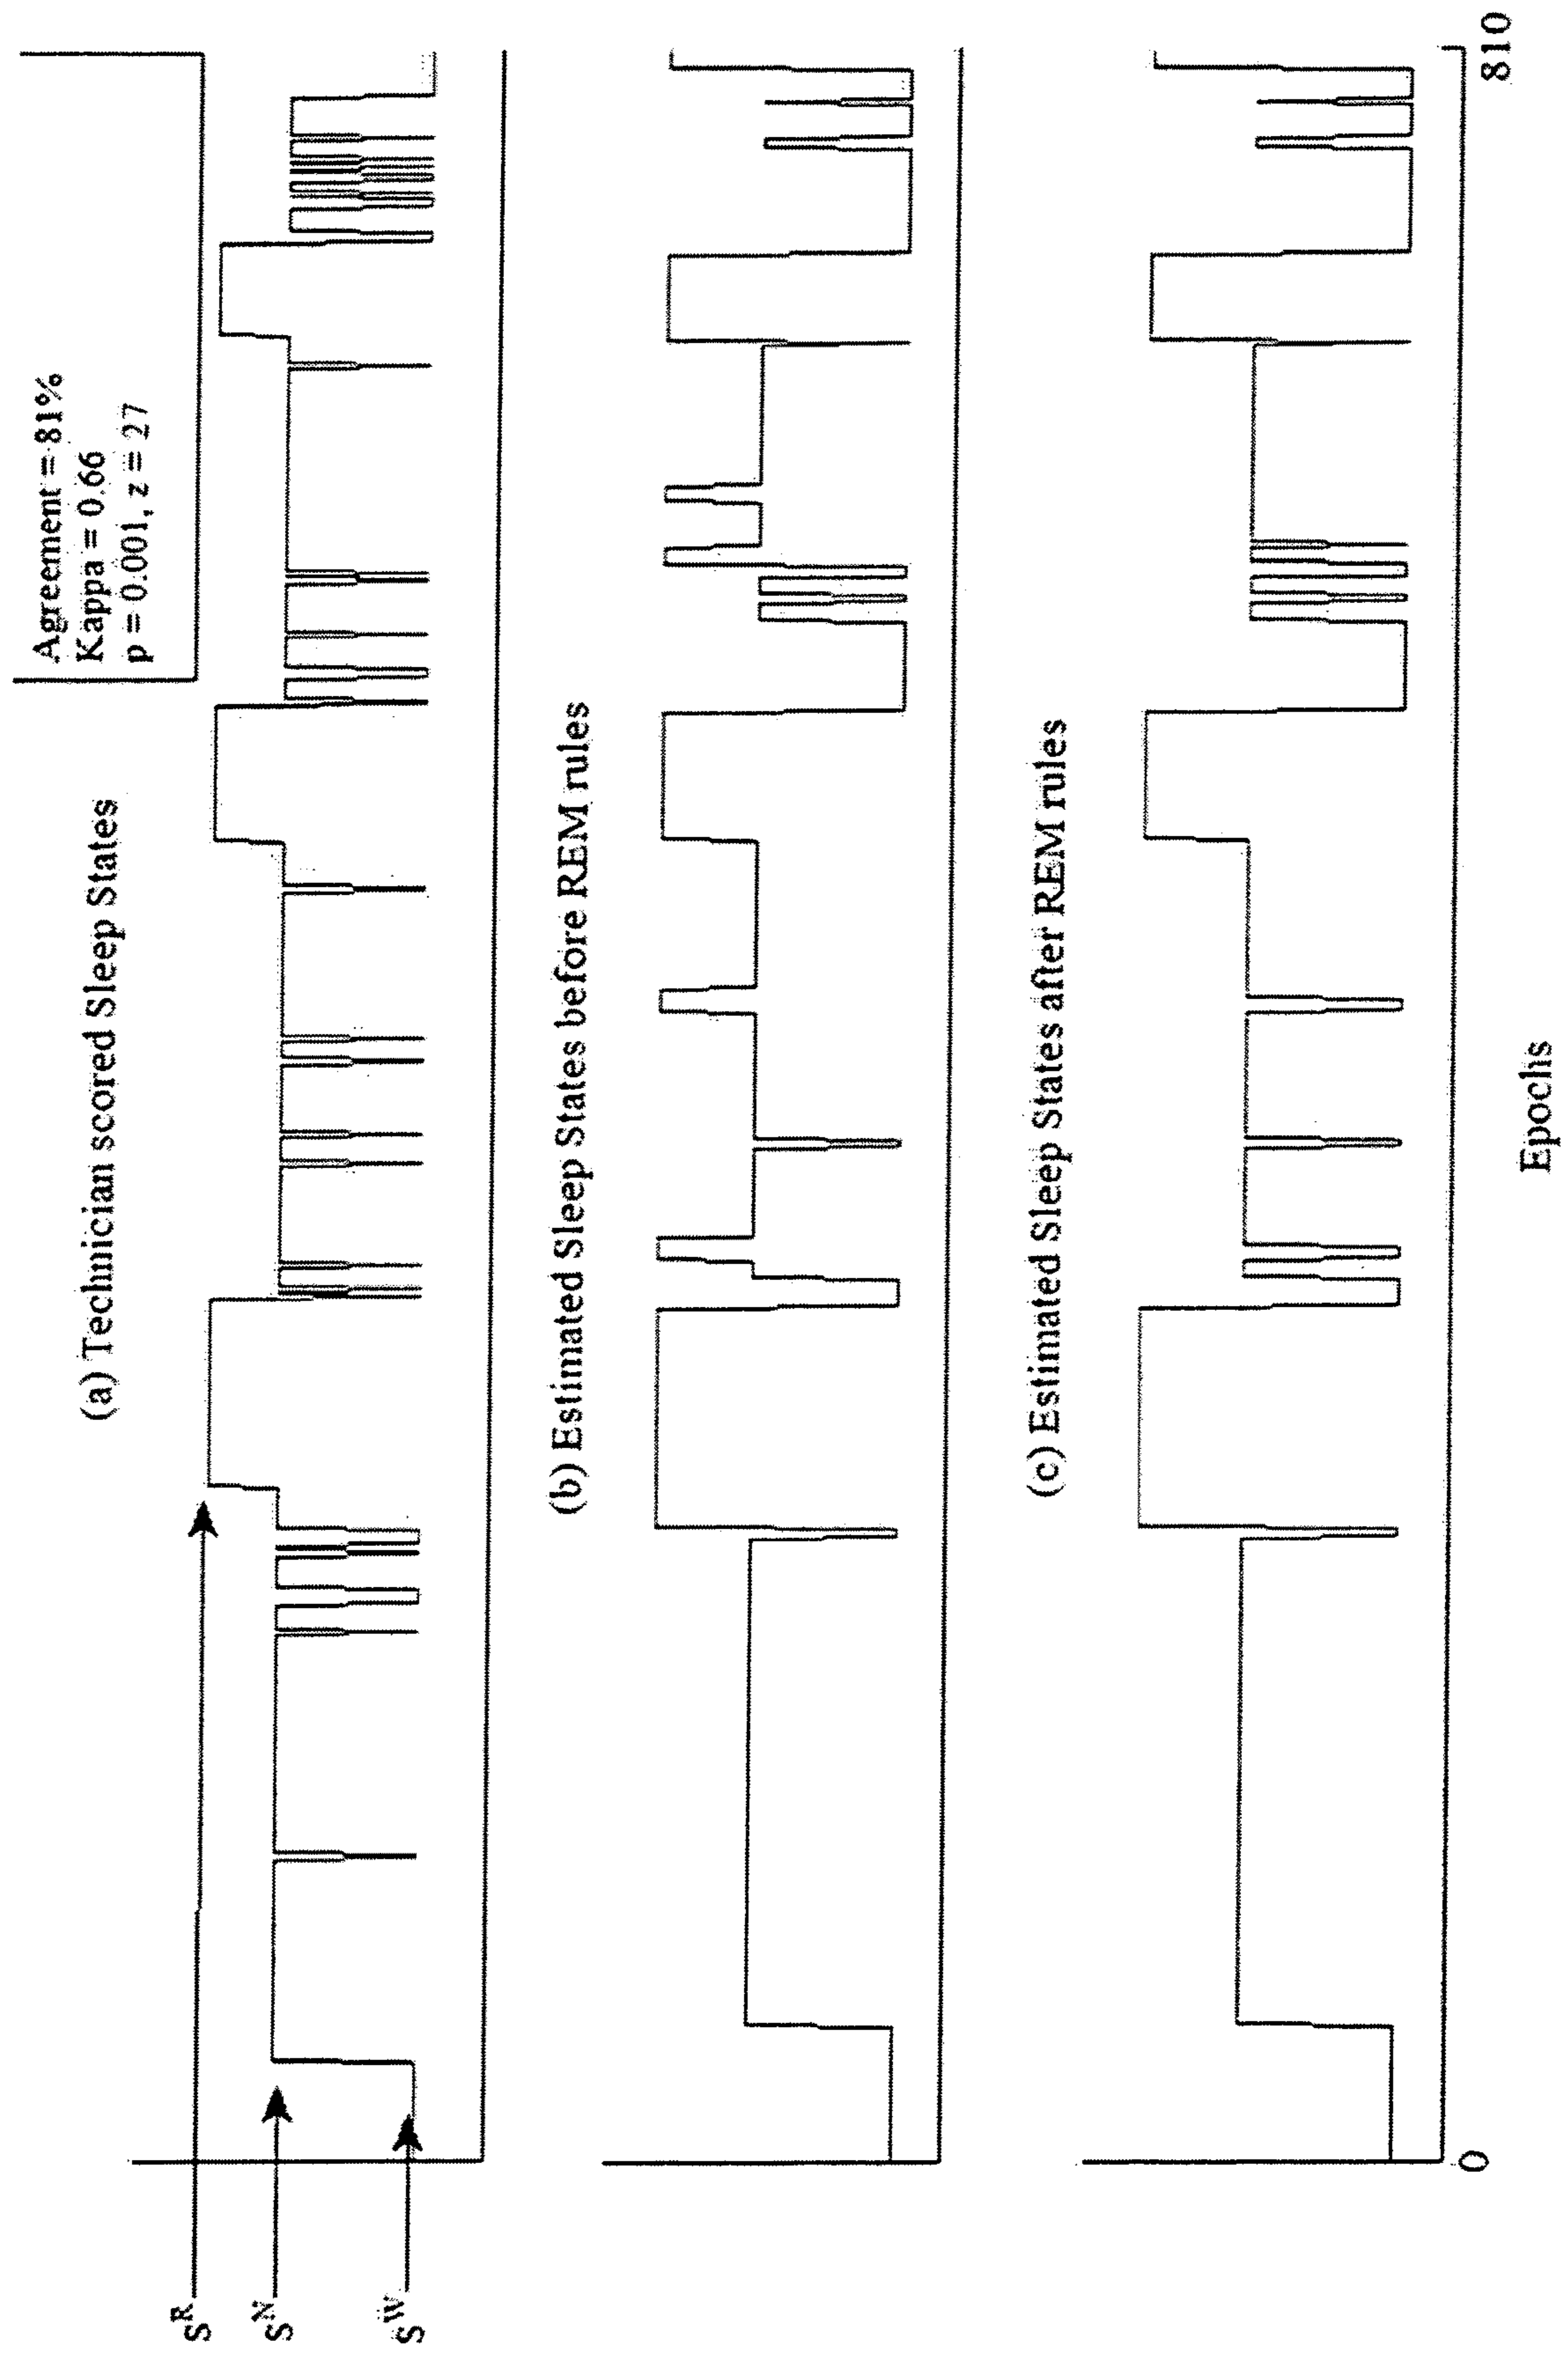 Agreement = 81%
Kappa = 0.66
p = 0.001, z = 27
(a) Technician scored Sleep States
S^R
S^N
S^W
(b) Estimated Sleep States before REM rules
(c) Estimated Sleep States after REM rules
0
810
Epochs